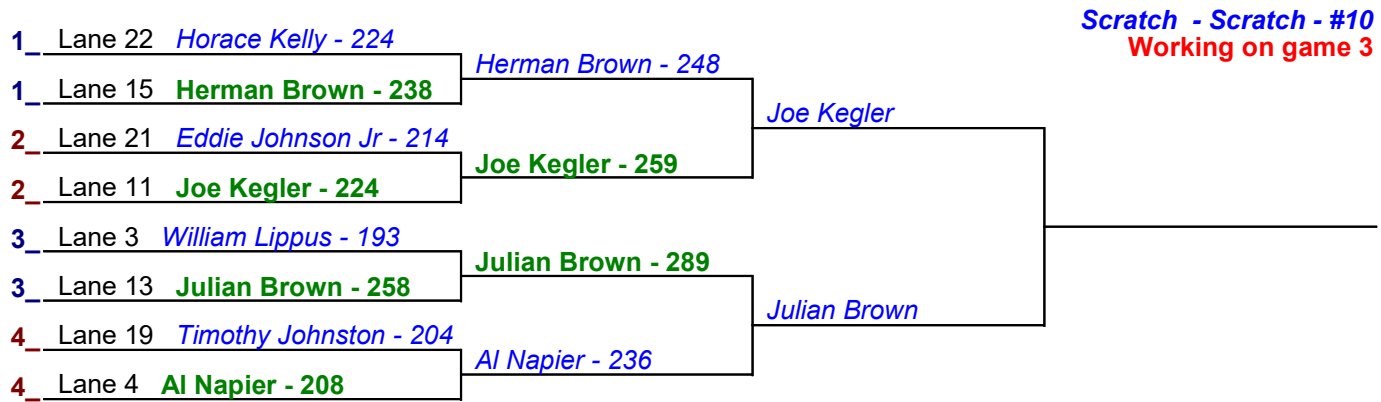 Scratch - Scratch - #10
Working on game 3
1_ Lane 22 Horace Kelly - 224
1_ Lane 15 Herman Brown - 238
2_ Lane 21 Eddie Johnson Jr - 214
2_ Lane 11 Joe Kegler - 224
3_ Lane 3 William Lippus - 193
3_ Lane 13 Julian Brown - 258
4_ Lane 19 Timothy Johnston - 204
4_ Lane 4 Al Napier - 208
Herman Brown - 248
Joe Kegler - 259
Julian Brown - 289
Al Napier - 236
Joe Kegler
Julian Brown